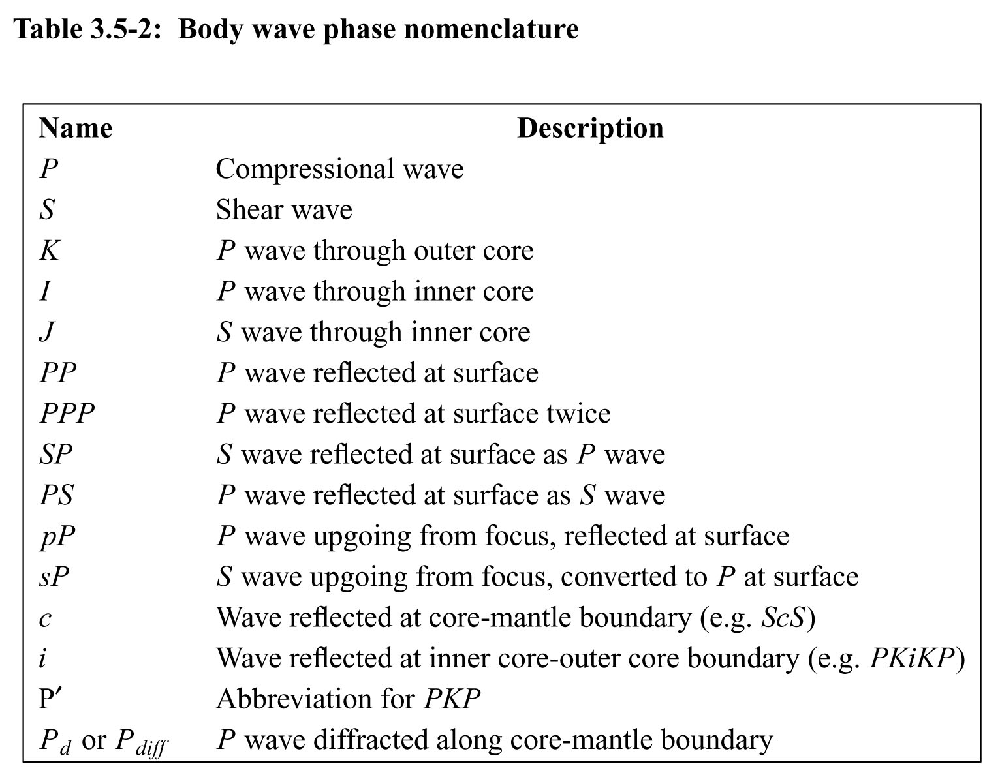 Table 3.5-2: Body wave phase nomenclature
Name Description
P Compressional wave
S Shear wave
K P wave through outer core
I P wave through inner core
J S wave through inner core
PP P wave reflected at surface
PPP P wave reflected at surface twice
SP S wave reflected at surface as P wave
PS P wave reflected at surface as S wave
pP P wave upgoing from focus, reflected at surface
sP S wave upgoing from focus, converted to P at surface
c Wave reflected at core-mantle boundary (e.g. ScS)
i Wave reflected at inner core-outer core boundary (e.g. PKiKP)
P′ Abbreviation for PKP
P_d or P_diff P wave diffracted along core-mantle boundary